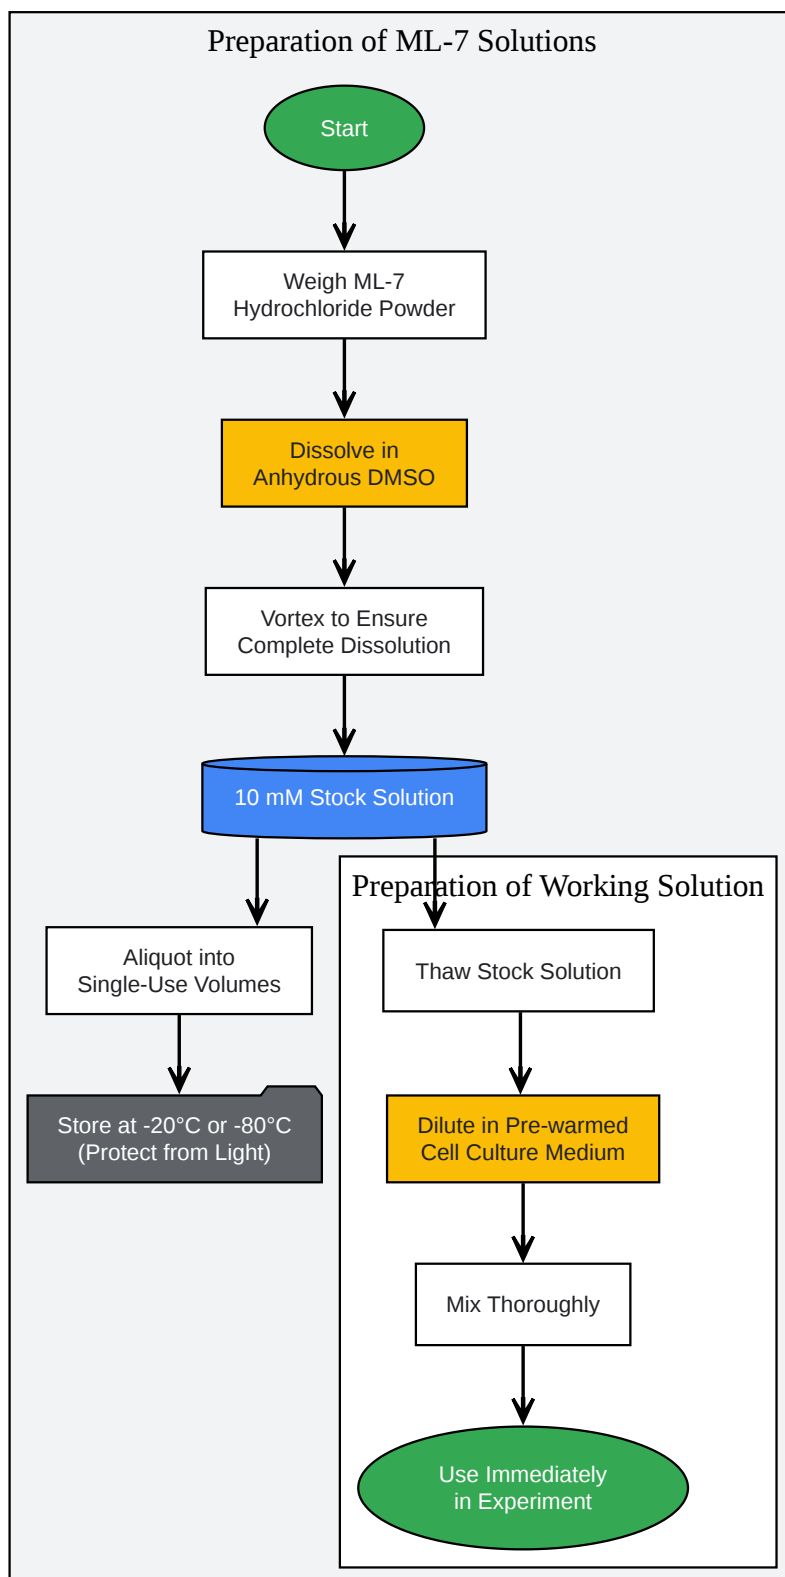 Preparation of ML-7 Solutions
Start
Weigh ML-7
Hydrochloride Powder
Dissolve in
Anhydrous DMSO
Vortex to Ensure
Complete Dissolution
10 mM Stock Solution
Aliquot into
Single-Use Volumes
Store at -20°C or -80°C
(Protect from Light)
Preparation of Working Solution
Thaw Stock Solution
Dilute in Pre-warmed
Cell Culture Medium
Mix Thoroughly
Use Immediately
in Experiment